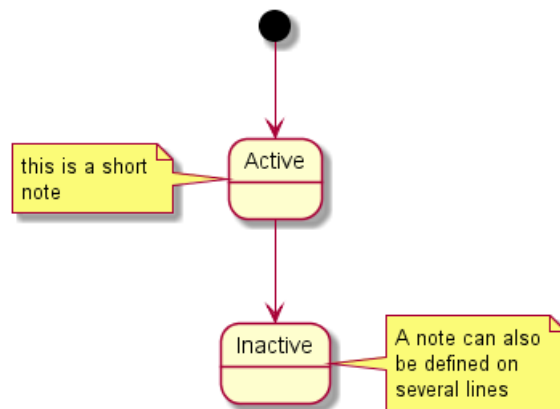 Active
this is a short
note
Inactive
A note can also
be defined on
several lines